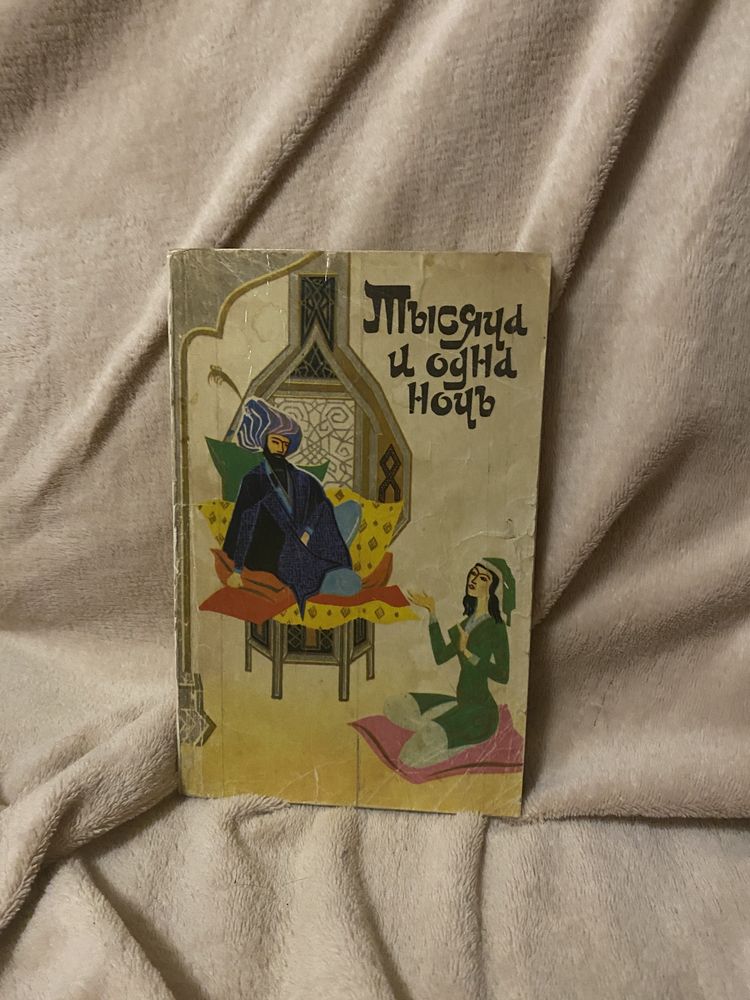 Тысяча
и одна
ночь